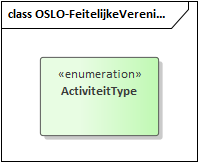 class OSLO-FeitelijkeVereni...
«enumeration»
ActiviteitType